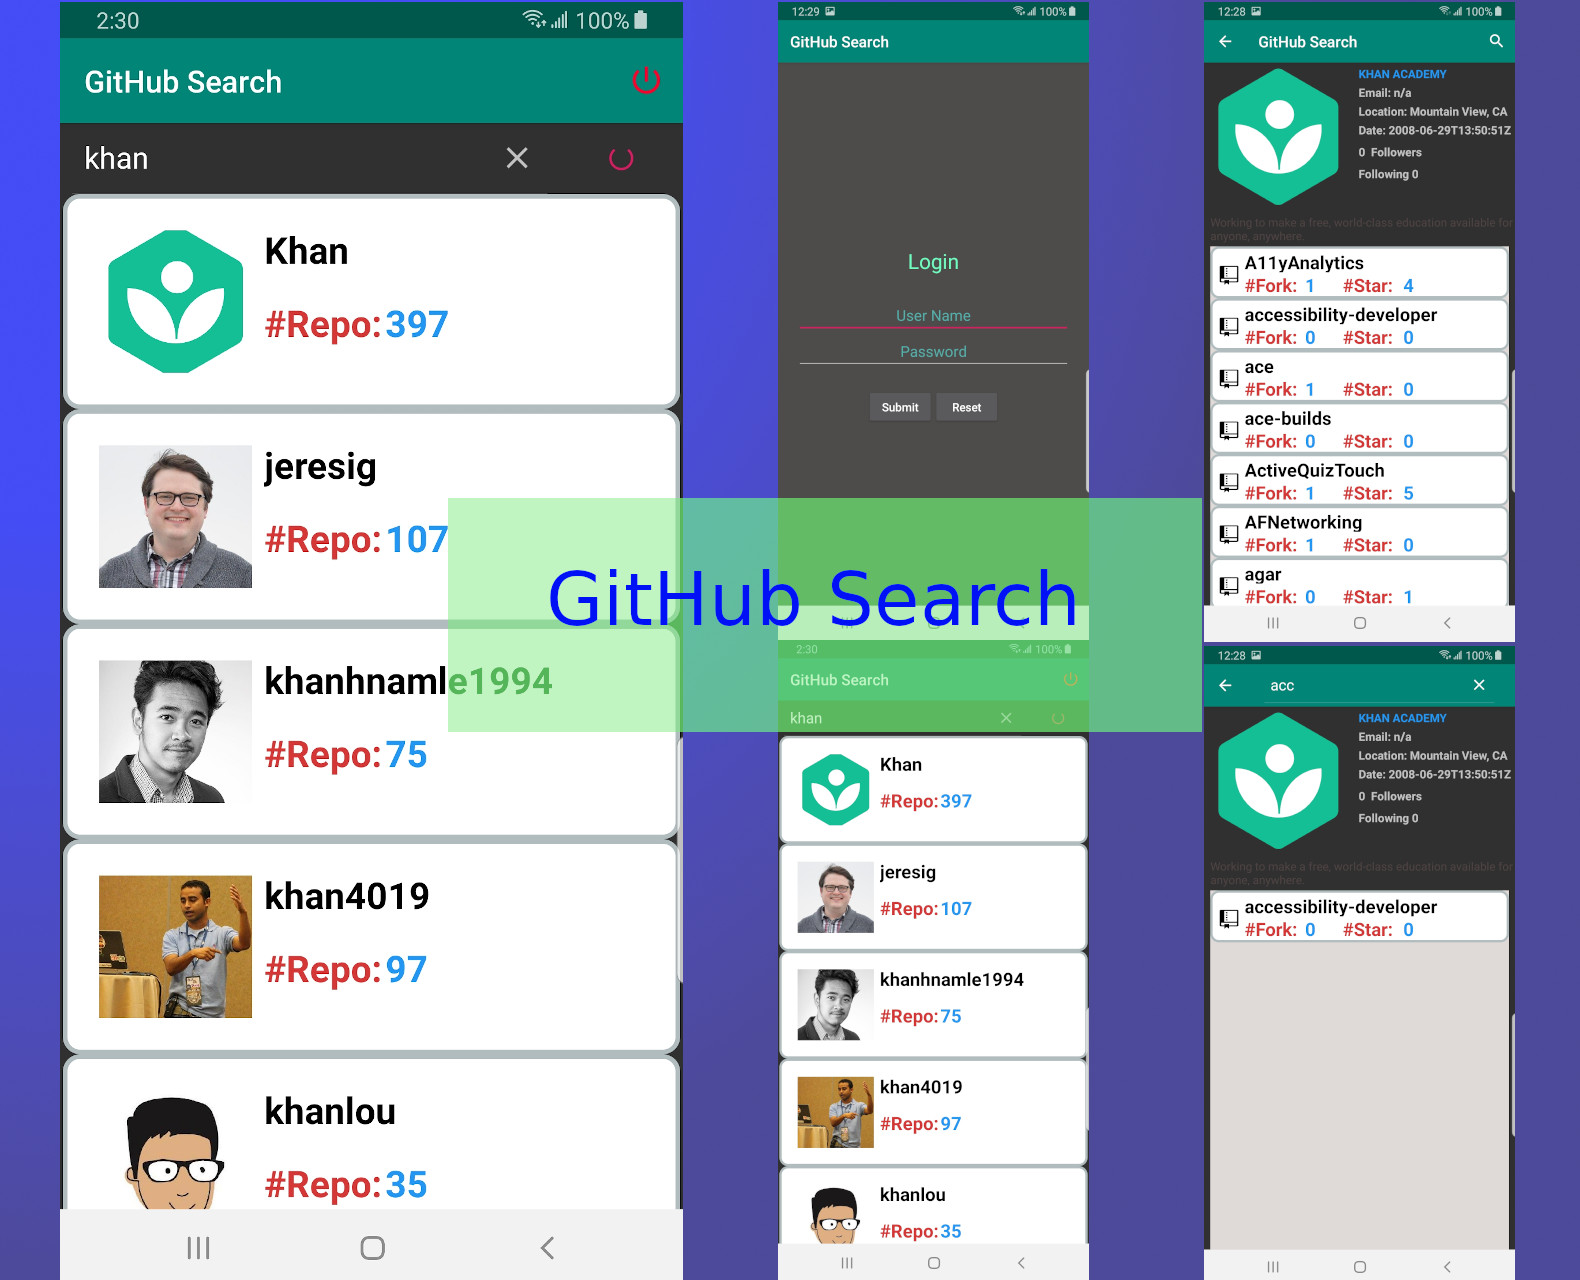 2:30
100%
GitHub Search
khan
Khan
#Repo: 397
jeresig
#Repo: 107
khanhnamle1994
#Repo: 75
khan4019
#Repo: 97
khanlou
#Repo: 35
GitHub Search
12:29
100%
GitHub Search
Login
User Name
Password
Submit Reset
2:30
100%
GitHub Search
khan
Khan
#Repo: 397
jeresig
#Repo: 107
khanhnamle1994
#Repo: 75
khan4019
#Repo: 97
khanlou
#Repo: 35
12:28
100%
GitHub Search
KHAN ACADEMY
Email: n/a
Location: Mountain View, CA
Date: 2008-06-29T13:50:51Z
0 Followers
Following 0
Working to make a free, world-class education available for
anyone, anywhere.
A11yAnalytics
#Fork: 1 #Star: 4
accessibility-developer
#Fork: 0 #Star: 0
ace
#Fork: 1 #Star: 0
ace-builds
#Fork: 0 #Star: 0
ActiveQuizTouch
#Fork: 1 #Star: 5
AFNetworking
#Fork: 1 #Star: 0
agar
#Fork: 0 #Star: 1
12:28
100%
acc
KHAN ACADEMY
Email: n/a
Location: Mountain View, CA
Date: 2008-06-29T13:50:51Z
0 Followers
Following 0
Working to make a free, world-class education available for
anyone, anywhere.
accessibility-developer
#Fork: 0 #Star: 0